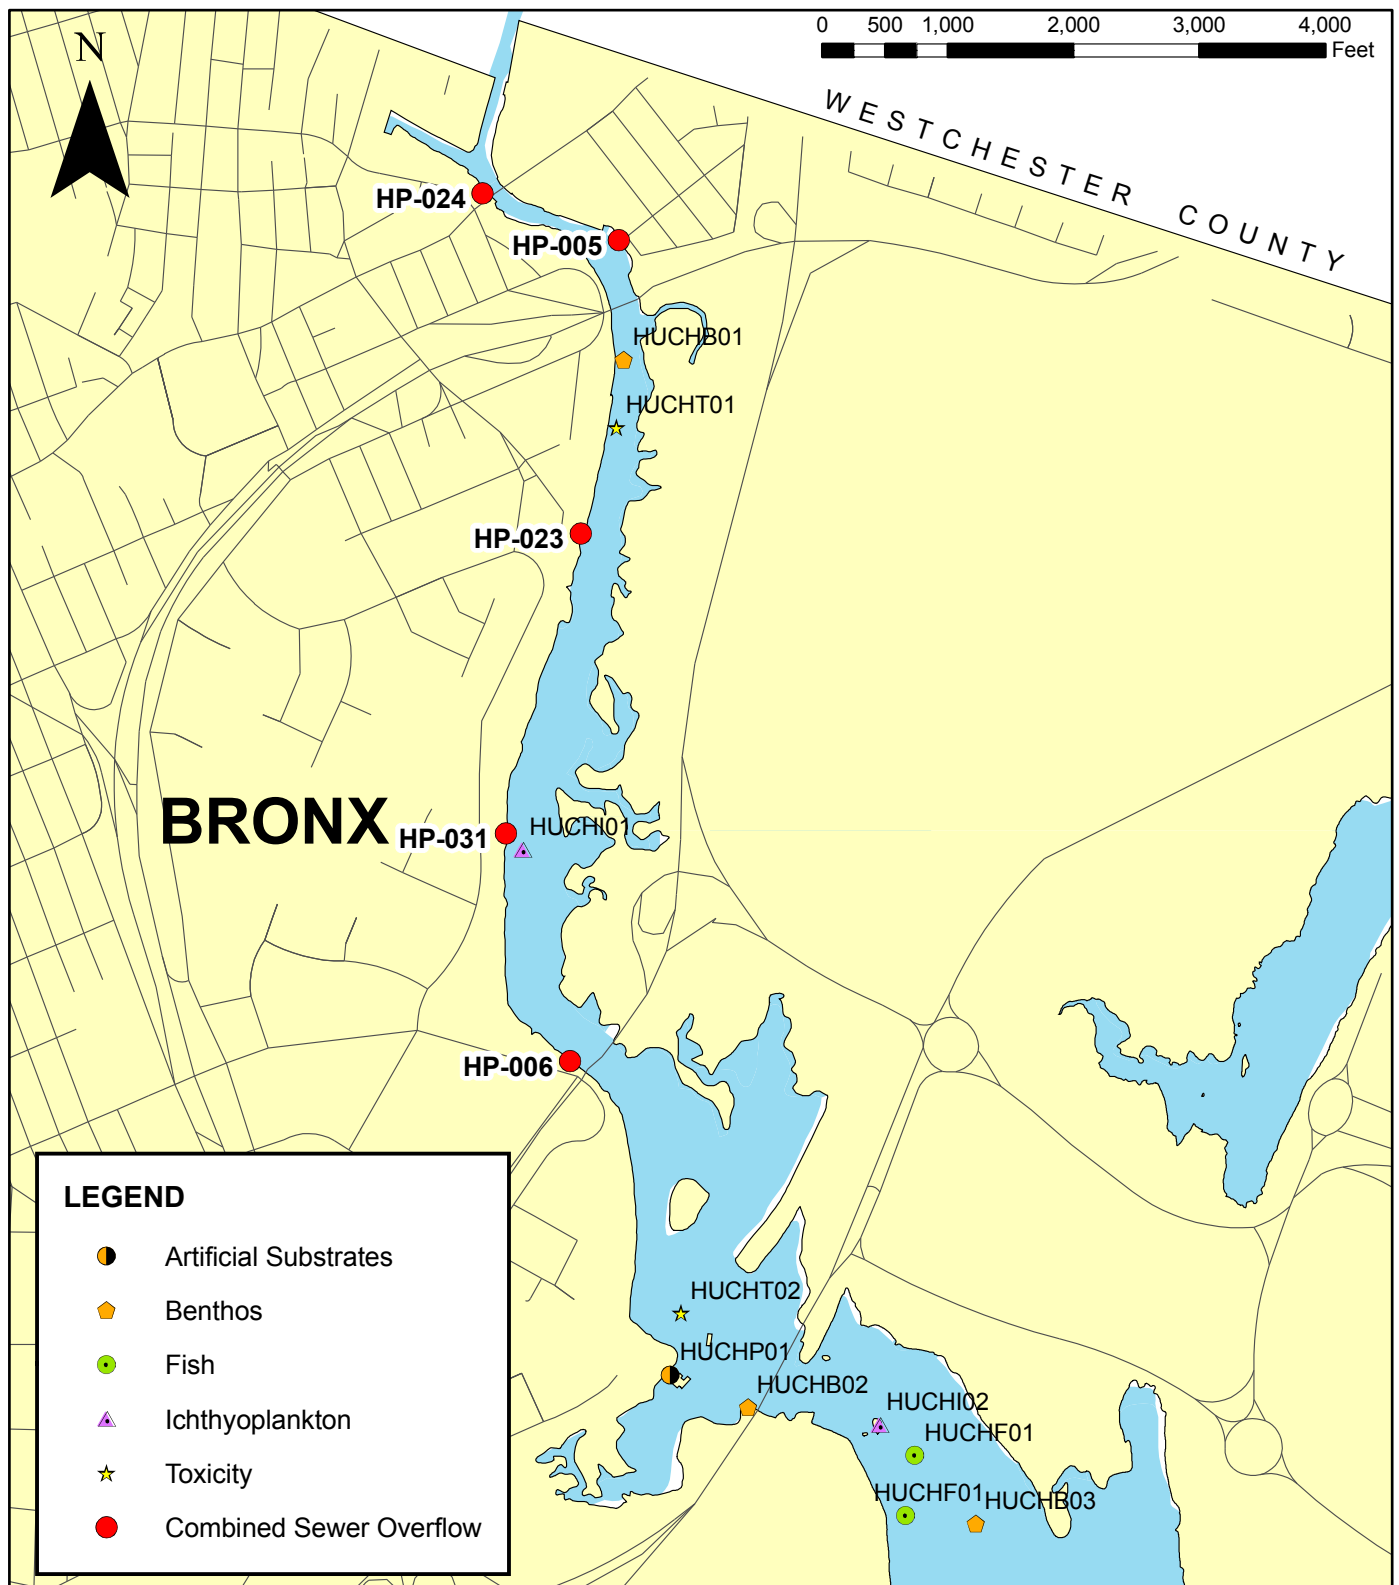 N
0 500 1,000 2,000 3,000 4,000
Feet
WESTCHESTER COUNTY
HP-024
HP-005
HUCHB01
HUCHT01
HP-023
BRONX
HP-031
HUCHI01
HP-006
HUCHT02
HUCHP01
HUCHB02
HUCHI02
HUCHF01
HUCHF01
HUCHB03
LEGEND
Artificial Substrates
Benthos
Fish
Ichthyoplankton
Toxicity
Combined Sewer Overflow